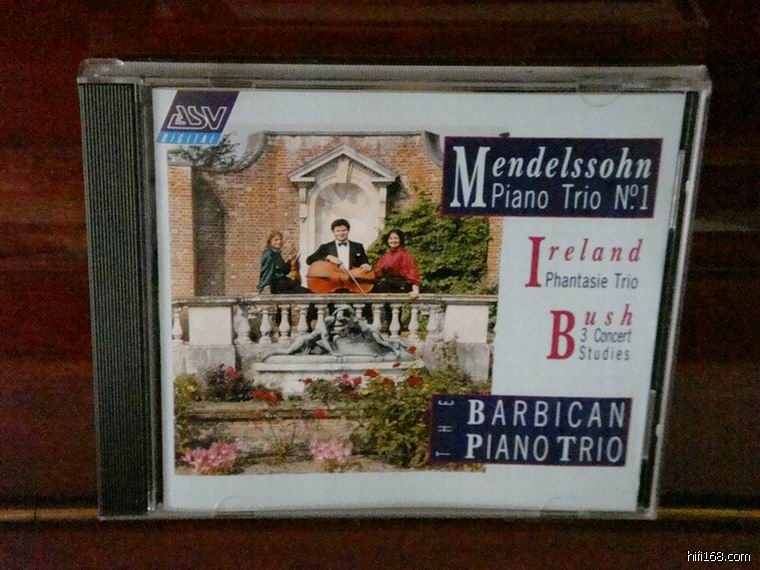 ASV
DIGITAL
Mendelssohn
Piano Trio Nº.1
Ireland
Phantasie Trio
Bush
3 Concert
Studies
THE
BARBICAN
PIANO TRIO
hifi168.com